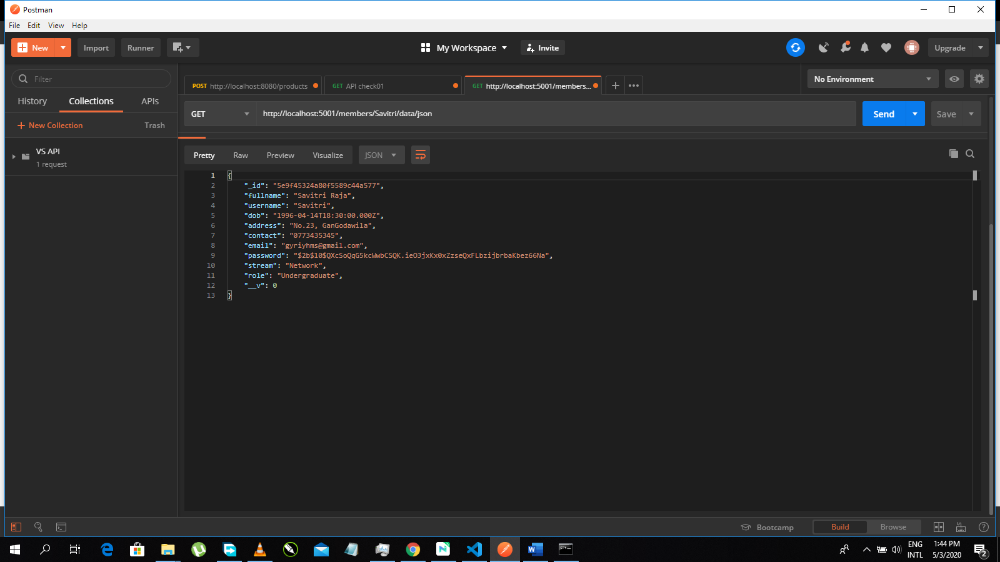 Postman
File Edit View Help
New Import Runner My Workspace Invite Upgrade
Filter
History Collections APIs
New Collection Trash
VS API
1 request
POST http://localhost:8080/products GET API check01 GET http://localhost:5001/members... No Environment
GET http://localhost:5001/members/Savitri/data/json Send Save
Pretty Raw Preview Visualize JSON
1 {
2 "_id": "5e9f45324a80f5589c44a577",
3 "fullname": "Savitri Raja",
4 "username": "Savitri",
5 "dob": "1996-04-14T18:30:00.000Z",
6 "address": "No.23, GanGodawila",
7 "contact": "0773435345",
8 "email": "gyriyhms@gmail.com",
9 "password": "$2b$10$QXcSoQqG5kcWwbCSQK.ieO3jxKx0xZzseQxFLbzijbrbaKbez66Na",
10 "stream": "Network",
11 "role": "Undergraduate",
12 "__v": 0
13 }
Bootcamp Build Browse
ENG 1:44 PM
INTL 5/3/2020 2